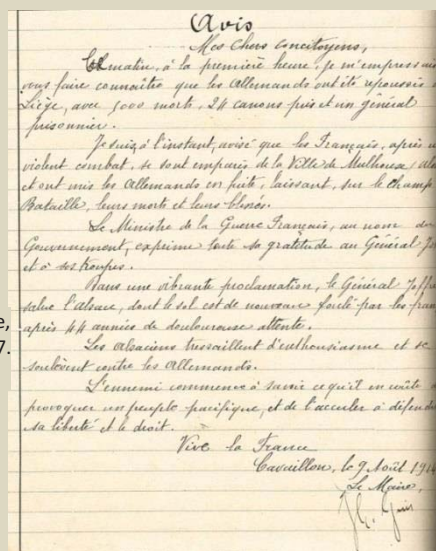 Avis
Mes chers concitoyens,
Ce matin, à la première heure, je m'empressais
vous faire connaître que les Allemands ont été repoussés
Liège, avec 5000 morts, 24 canons pris et un général
prisonnier.
Je suis à l'instant, avisé que les Français, après u
violent combat, se sont emparés de la Ville de Mulhouse
et ont mis les Allemands en fuite, laissant, sur le Champ
Bataille, leurs morts et leurs blessés.
Le Ministre de la Guerre Français, au nom du
Gouvernement, exprime toute sa gratitude au Général Jo
et à ses troupes.
Dans une vibrante proclamation, le Général Joffre
salue l'Alsace, dont le sol est de nouveau foulé par les fran
après 44 années de douloureuse attente.
Les Alsaciens tressaillent d'enthousiasme et se
soulèvent contre les Allemands.
L'ennemi commence à savoir ce qu'il en coûte
provoquer un peuple pacifique, et de l'acculer à défendre
sa liberté et le droit.
Vive la France
Cavaillon, le 9 Août 191
Le Maire,
e,
7.